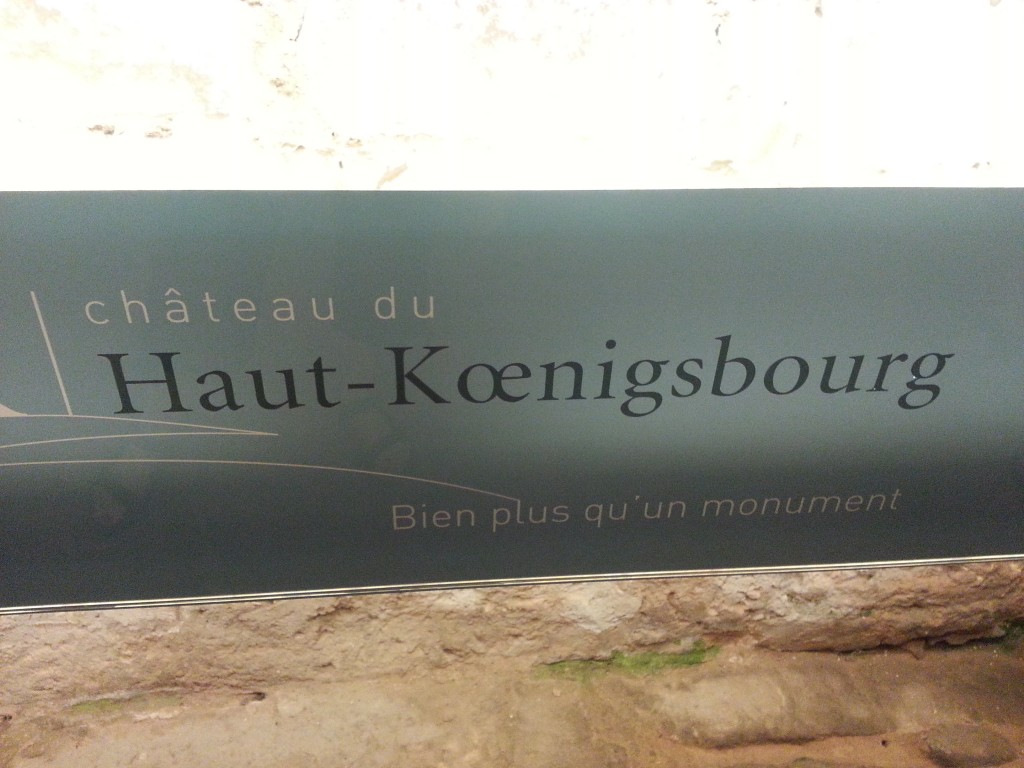 château du
Haut-Kœnigsbourg
Bien plus qu'un monument